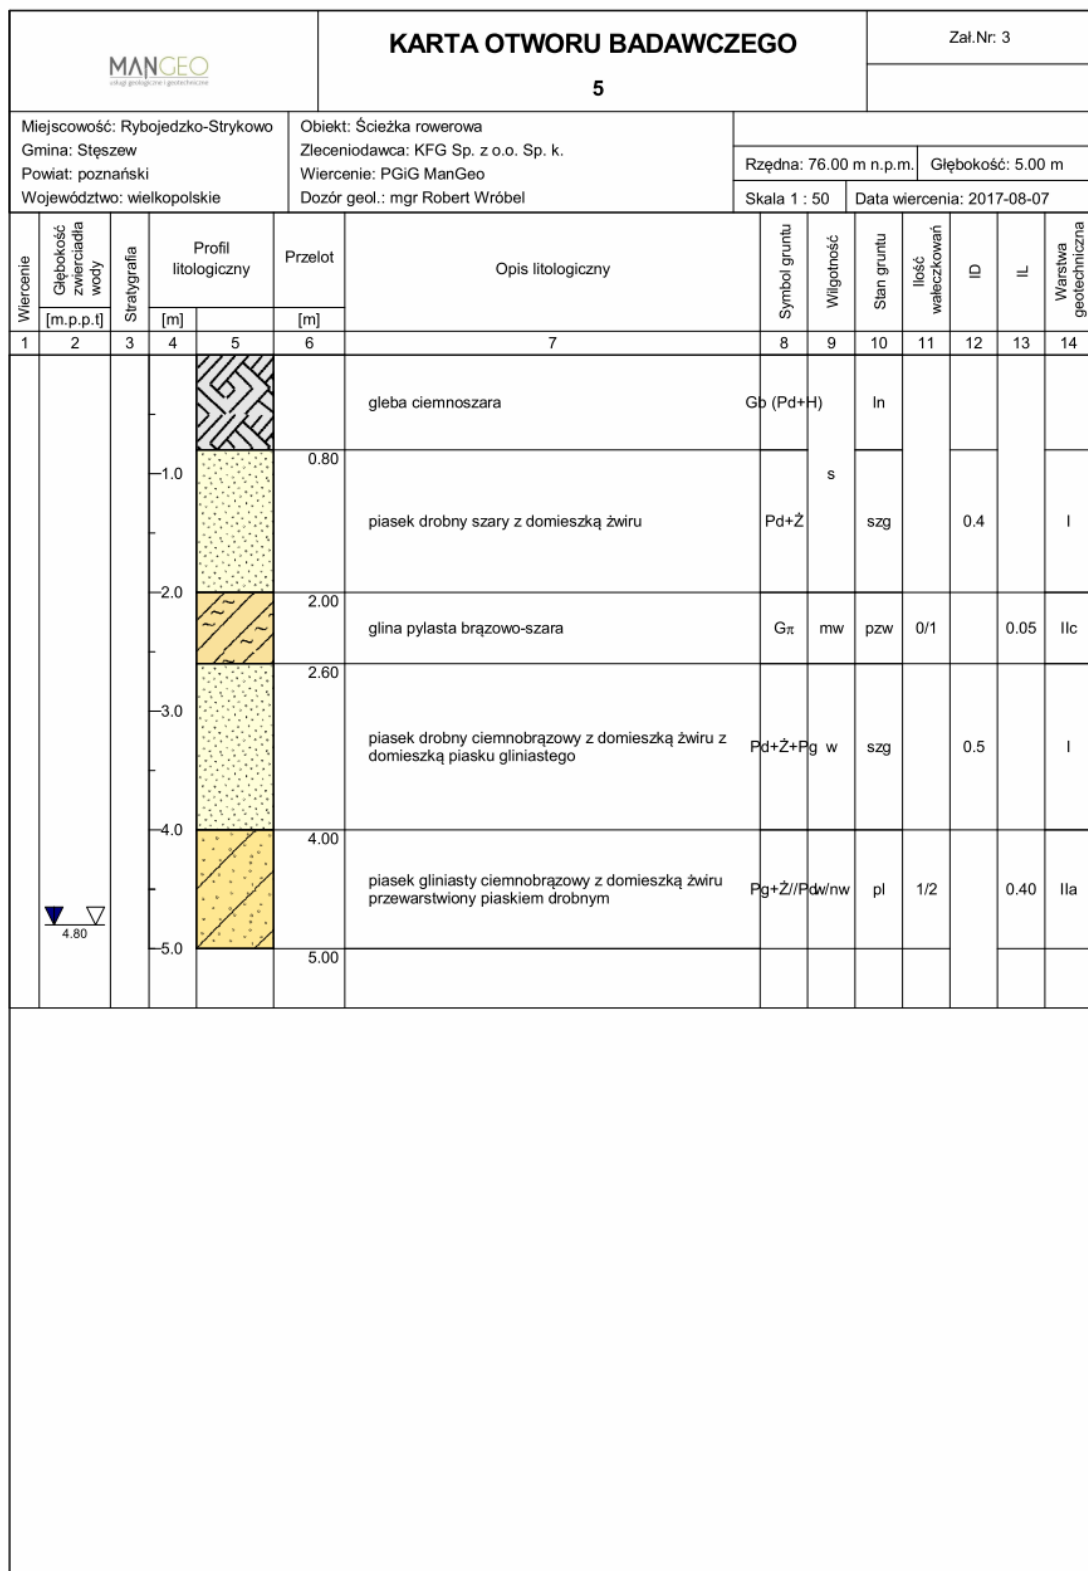 MANGEO
usługi geologiczne i geotechniczne
KARTA OTWORU BADAWCZEGO
5
Zał.Nr: 3
Miejscowość: Rybojedzko-Strykowo
Gmina: Stęszew
Powiat: poznański
Województwo: wielkopolskie
Obiekt: Ścieżka rowerowa
Zleceniodawca: KFG Sp. z o.o. Sp. k.
Wiercenie: PGiG ManGeo
Dozór geol.: mgr Robert Wróbel
Rzędna: 76.00 m n.p.m.
Głębokość: 5.00 m
Skala 1 : 50
Data wiercenia: 2017-08-07
Wiercenie
Głębokość
zwierciadła
wody
[m.p.p.t]
Stratygrafia
Profil
litologiczny
[m]
Przelot
[m]
Opis litologiczny
Symbol gruntu
Wilgotność
Stan gruntu
Ilość
wałeczkowań
ID
IL
Warstwa
geotechniczna
1 2 3 4 5 6 7 8 9 10 11 12 13 14
gleba ciemnoszara Gb (Pd+H) ln
0.80
1.0
s
piasek drobny szary z domieszką żwiru Pd+Ż szg 0.4 I
2.0
2.00
glina pylasta brązowo-szara Gπ mw pzw 0/1 0.05 IIc
2.60
3.0
piasek drobny ciemnobrązowy z domieszką żwiru z
domieszką piasku gliniastego
Pd+Ż+Pg w szg 0.5 I
4.0
4.00
piasek gliniasty ciemnobrązowy z domieszką żwiru
przewarstwiony piaskiem drobnym
Pg+Ż//Pd w/nw pl 1/2 0.40 IIa
4.80
5.0
5.00